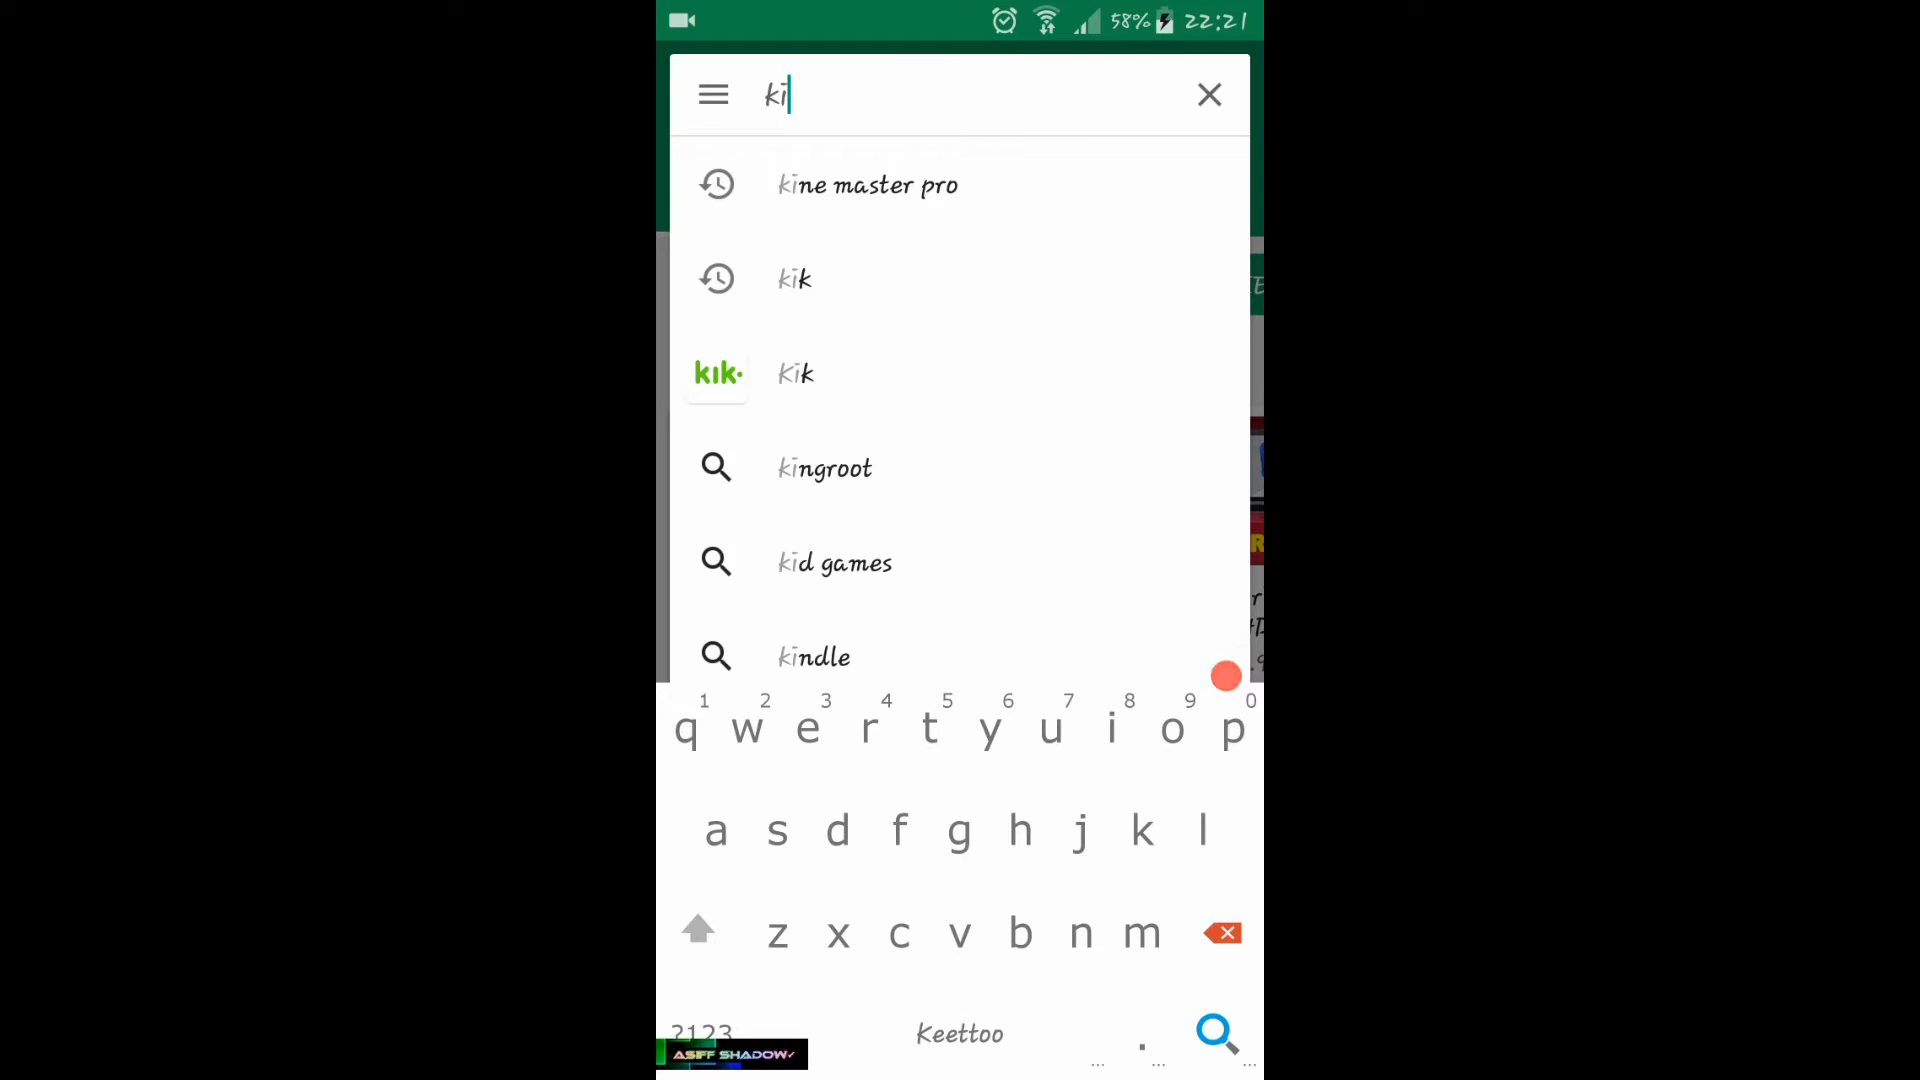 58% 22:21
ki
kine master pro
kik
kik. Kik
kingroot
kid games
kindle
1 2 3 4 5 6 7 8 9 0
q w e r t y u i o p
a s d f g h j k l
z x c v b n m
?123 Keettoo .
ASIFF SHADOW✓